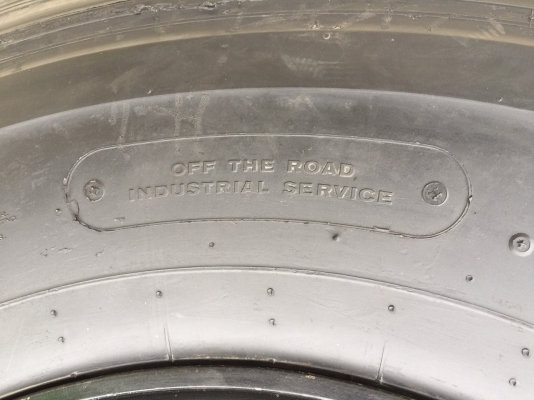 OFF THE ROAD
INDUSTRIAL SERVICE